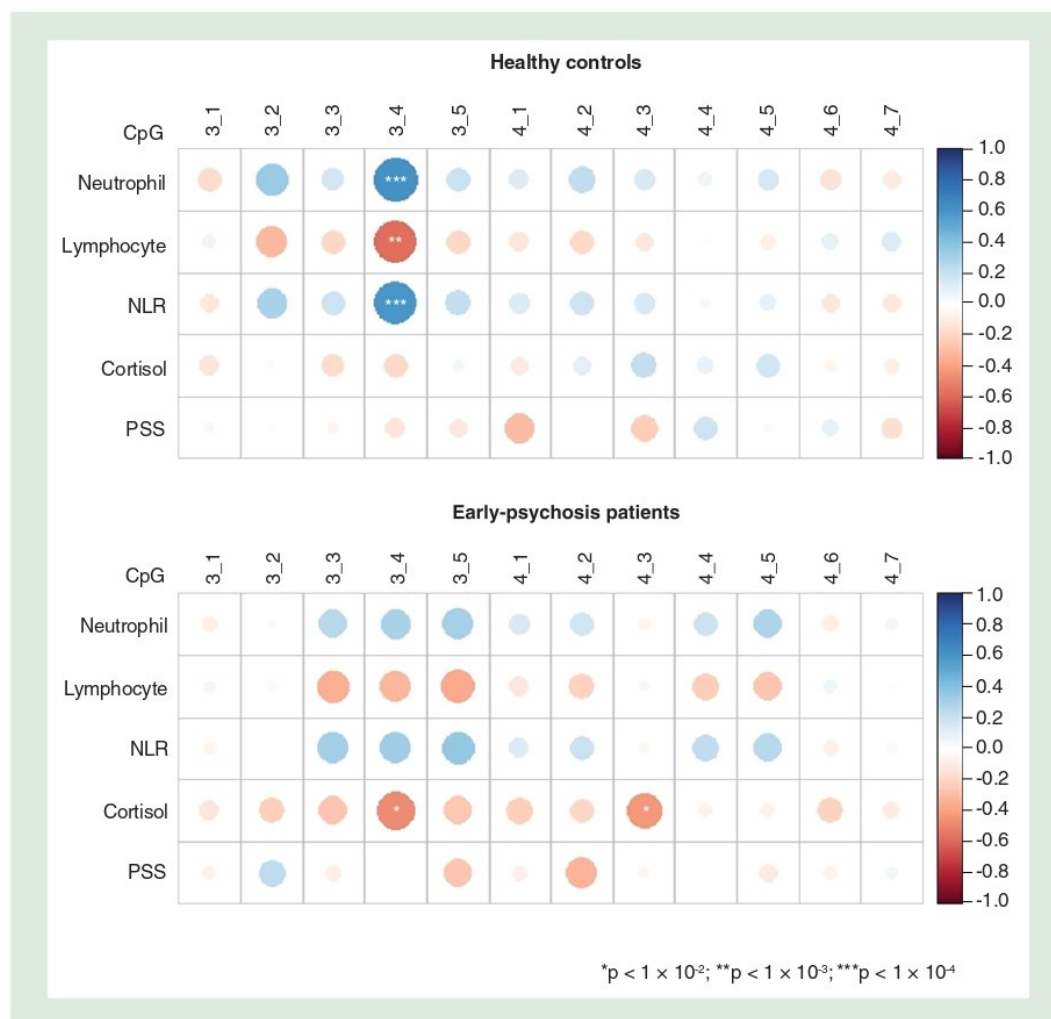 Healthy controls
CpG 3_1 3_2 3_3 3_4 3_5 4_1 4_2 4_3 4_4 4_5 4_6 4_7
Neutrophil ***
Lymphocyte **
NLR ***
Cortisol
PSS
1.0
0.8
0.6
0.4
0.2
0.0
-0.2
-0.4
-0.6
-0.8
-1.0
Early-psychosis patients
CpG 3_1 3_2 3_3 3_4 3_5 4_1 4_2 4_3 4_4 4_5 4_6 4_7
Neutrophil
Lymphocyte
NLR
Cortisol * *
PSS
1.0
0.8
0.6
0.4
0.2
0.0
-0.2
-0.4
-0.6
-0.8
-1.0
*p < 1 × 10⁻²; **p < 1 × 10⁻³; ***p < 1 × 10⁻⁴